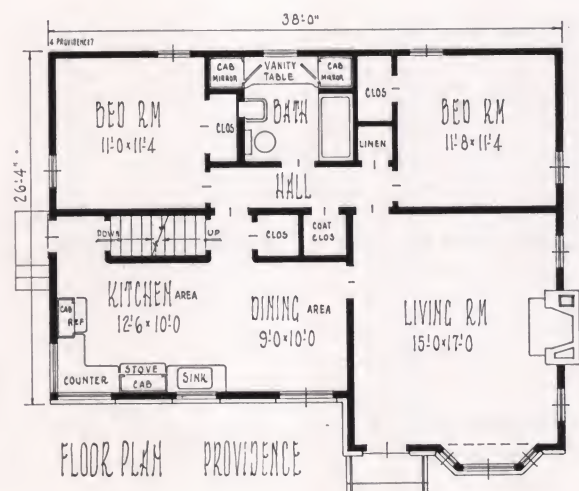 38'-0"
4 PROVIDENCE7
26'-4"
CAB
MIRROR
VANITY
TABLE
CAB
MIRROR
BED RM
11'-0 x 11'-4
CLOS
BATH
CLOS
LINEN
BED RM
11'-8 x 11'-4
HALL
DOWN
UP
CLOS
COAT
CLOS
KITCHEN AREA
12'-6 x 10'-0
DINING AREA
9'-0 x 10'-0
LIVING RM
15'-0 x 17'-0
CAB
REF
STOVE
CAB
SINK
COUNTER
FLOOR PLAN PROVIDENCE